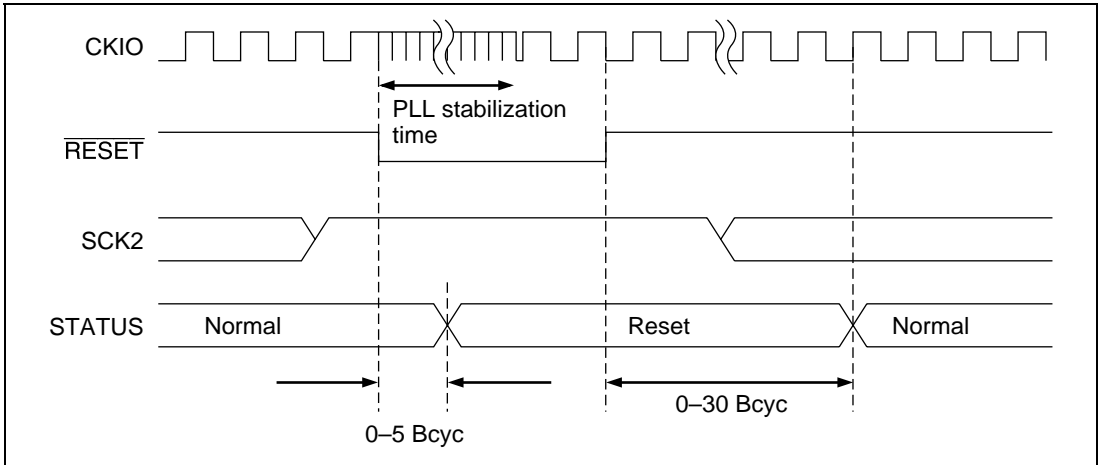 CKIO
PLL stabilization
time
RESET
SCK2
STATUS
Normal
Reset
Normal
0–5 Bcyc
0–30 Bcyc